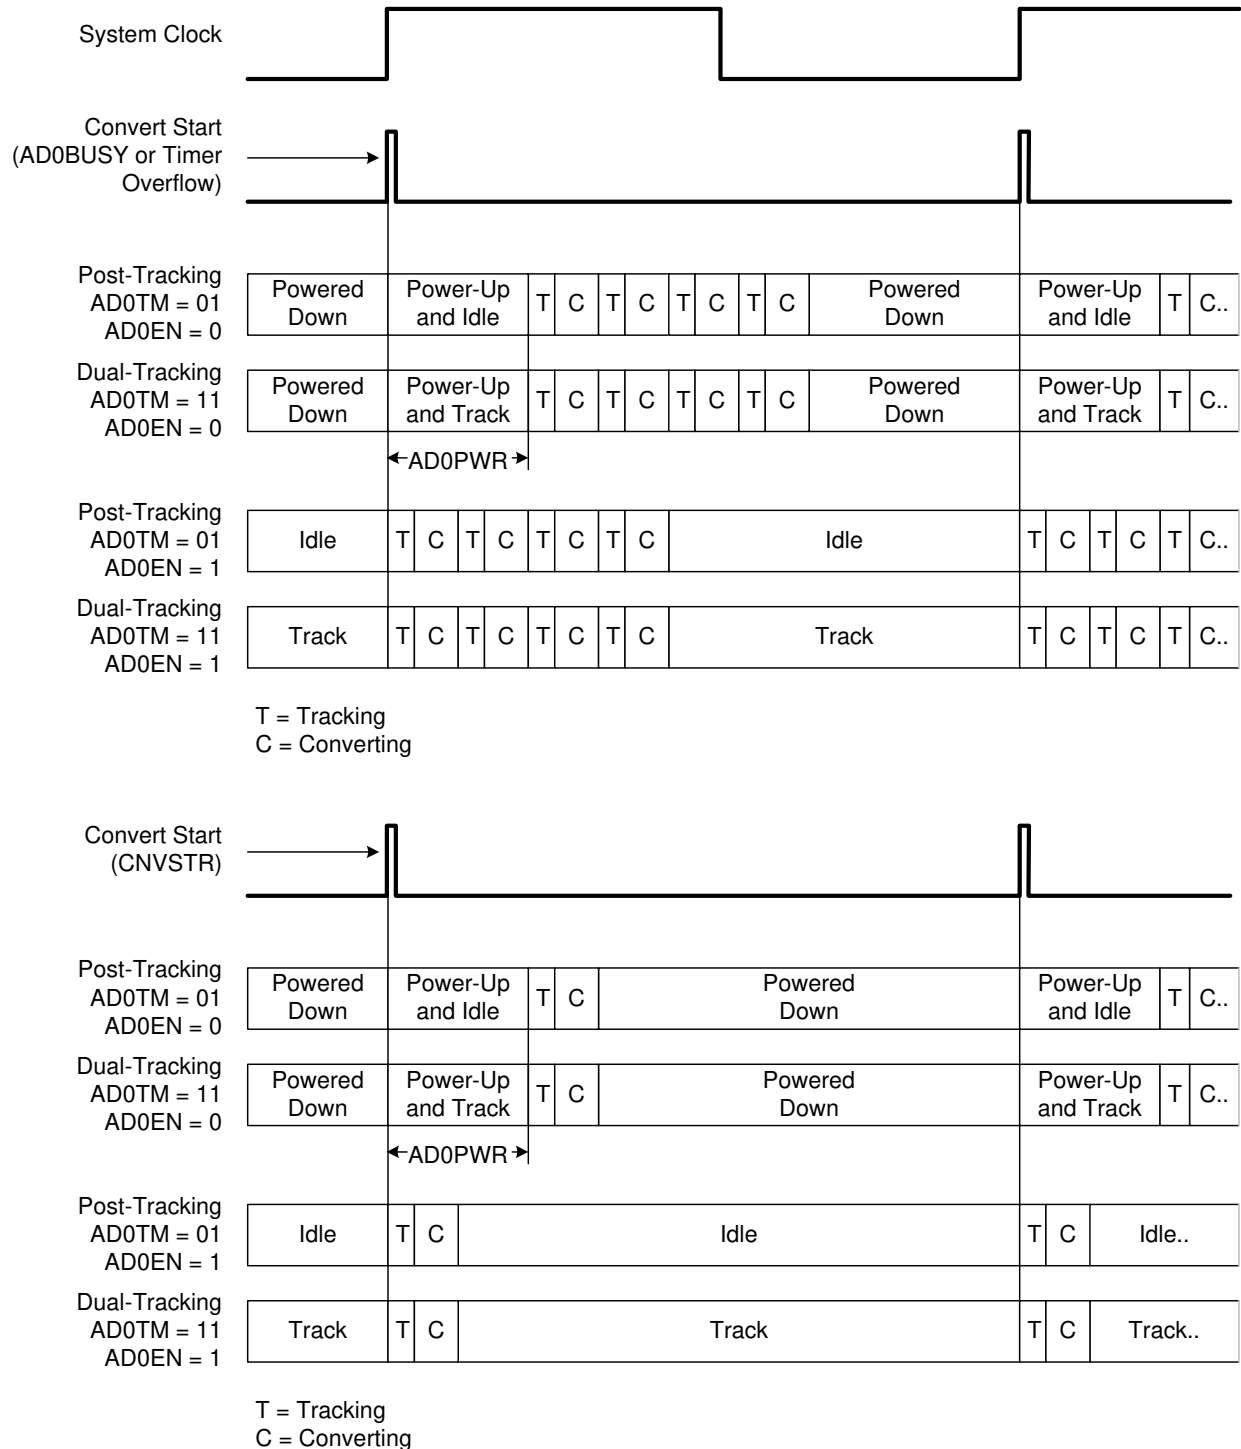 System Clock
Convert Start
(AD0BUSY or Timer
Overflow)
Post-Tracking
AD0TM = 01
AD0EN = 0
Powered
Down
Power-Up
and Idle
T C T C T C T C
Powered
Down
Power-Up
and Idle
T C..
Dual-Tracking
AD0TM = 11
AD0EN = 0
Powered
Down
Power-Up
and Track
T C T C T C T C
Powered
Down
Power-Up
and Track
T C..
AD0PWR
Post-Tracking
AD0TM = 01
AD0EN = 1
Idle T C T C T C T C Idle T C T C T C..
Dual-Tracking
AD0TM = 11
AD0EN = 1
Track T C T C T C T C Track T C T C T C..
T = Tracking
C = Converting
Convert Start
(CNVSTR)
Post-Tracking
AD0TM = 01
AD0EN = 0
Powered
Down
Power-Up
and Idle
T C
Powered
Down
Power-Up
and Idle
T C..
Dual-Tracking
AD0TM = 11
AD0EN = 0
Powered
Down
Power-Up
and Track
T C
Powered
Down
Power-Up
and Track
T C..
AD0PWR
Post-Tracking
AD0TM = 01
AD0EN = 1
Idle T C Idle T C Idle..
Dual-Tracking
AD0TM = 11
AD0EN = 1
Track T C Track T C Track..
T = Tracking
C = Converting